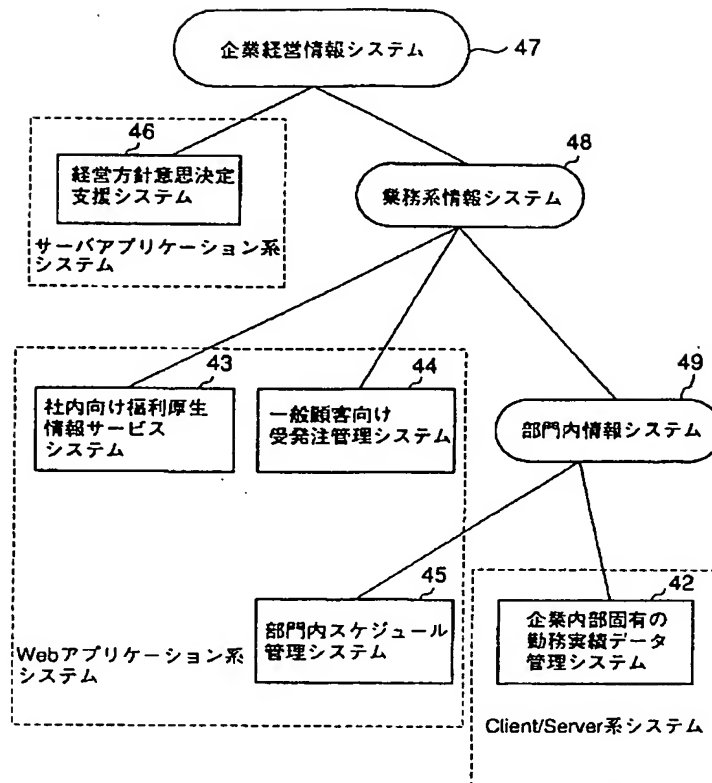 企業経営情報システム
47
46
経営方針意思決定
支援システム
サーバアプリケーション系
システム
48
業務系情報システム
43
社内向け福利厚生
情報サービス
システム
44
一般顧客向け
受発注管理システム
49
部門内情報システム
45
部門内スケジュール
管理システム
Webアプリケーション系
システム
42
企業内部固有の
勤務実績データ
管理システム
Client/Server系システム